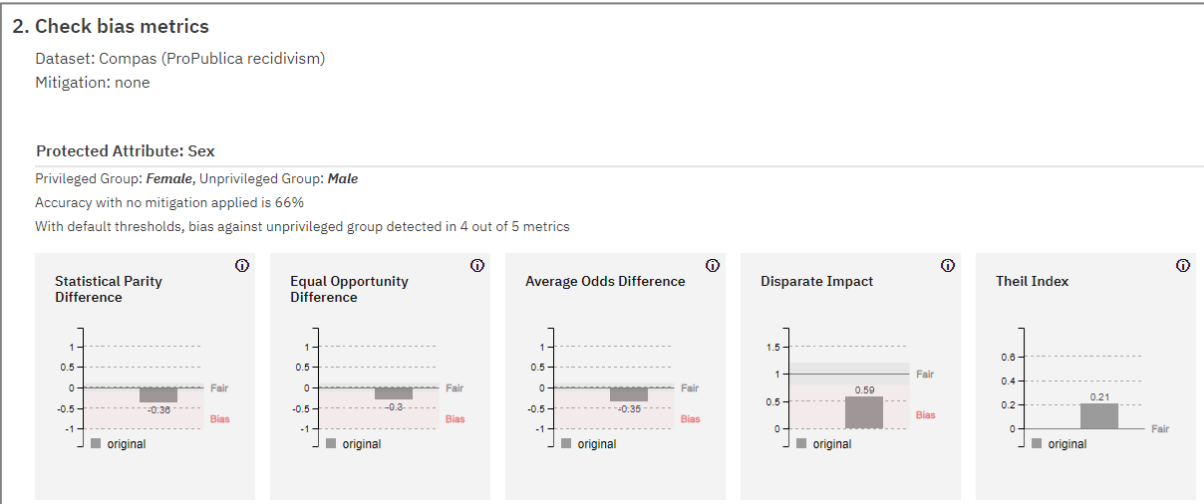 2. Check bias metrics
Dataset: Compas (ProPublica recidivism)
Mitigation: none
Protected Attribute: Sex
Privileged Group: Female, Unprivileged Group: Male
Accuracy with no mitigation applied is 66%
With default thresholds, bias against unprivileged group detected in 4 out of 5 metrics
Statistical Parity
Difference
1
0.5
0
-0.5
-1
-0.36
Fair
Bias
original
Equal Opportunity
Difference
1
0.5
0
-0.5
-1
-0.3
Fair
Bias
original
Average Odds Difference
1
0.5
0
-0.5
-1
-0.35
Fair
Bias
original
Disparate Impact
1.5
1
0.5
0
0.59
Fair
Bias
original
Theil Index
0.6
0.4
0.2
0
0.21
Fair
original